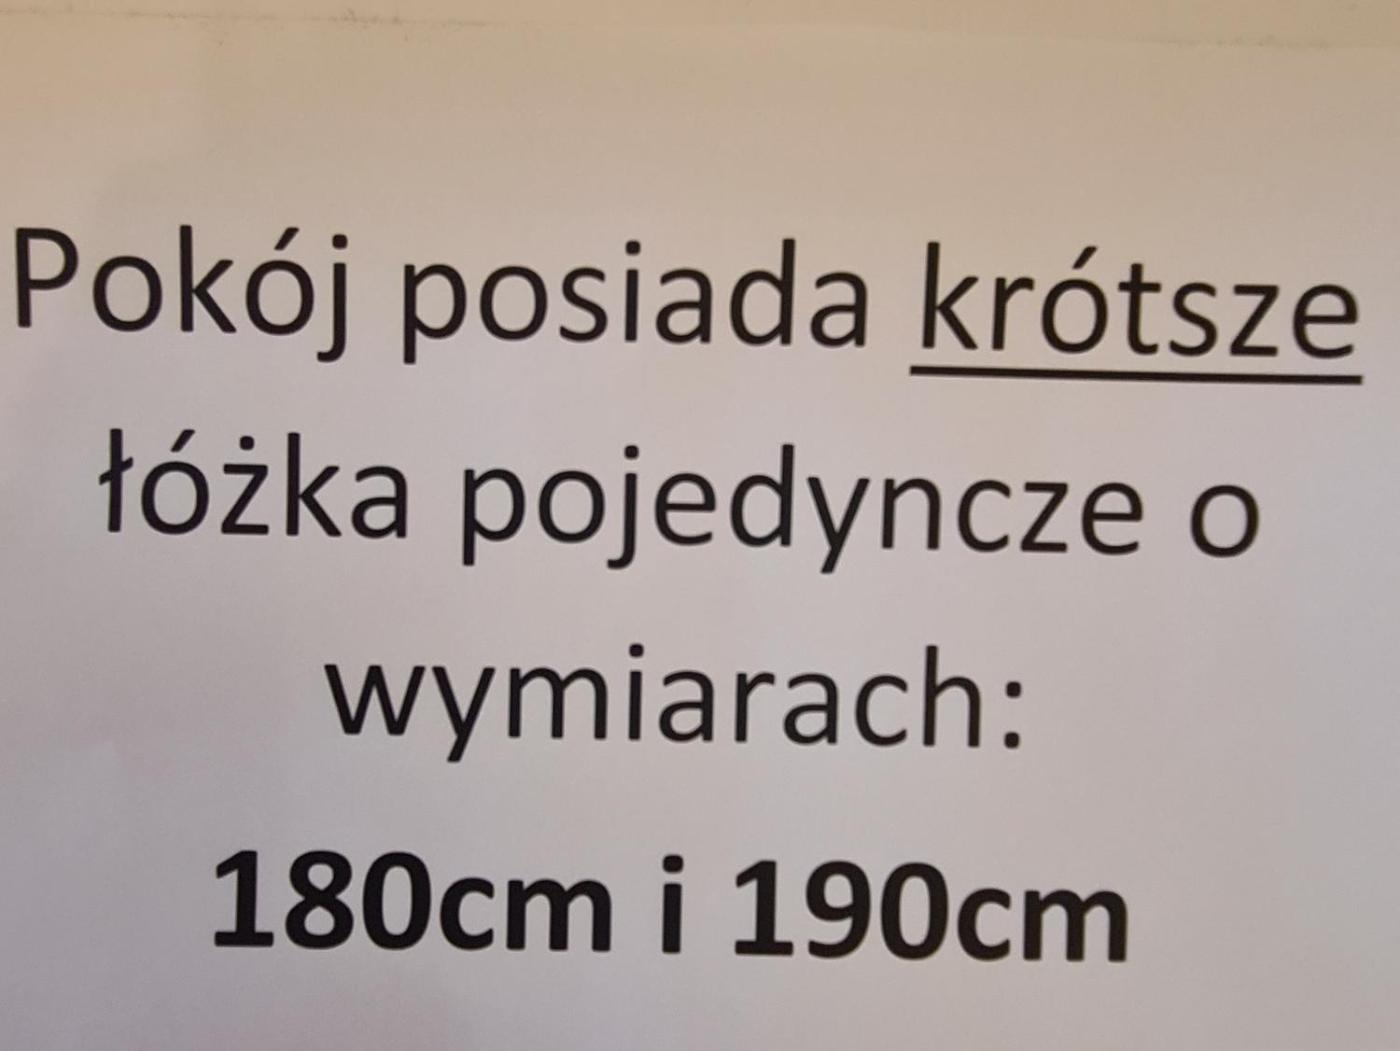 Pokój posiada krótsze
łóżka pojedyncze o
wymiarach:
180cm i 190cm